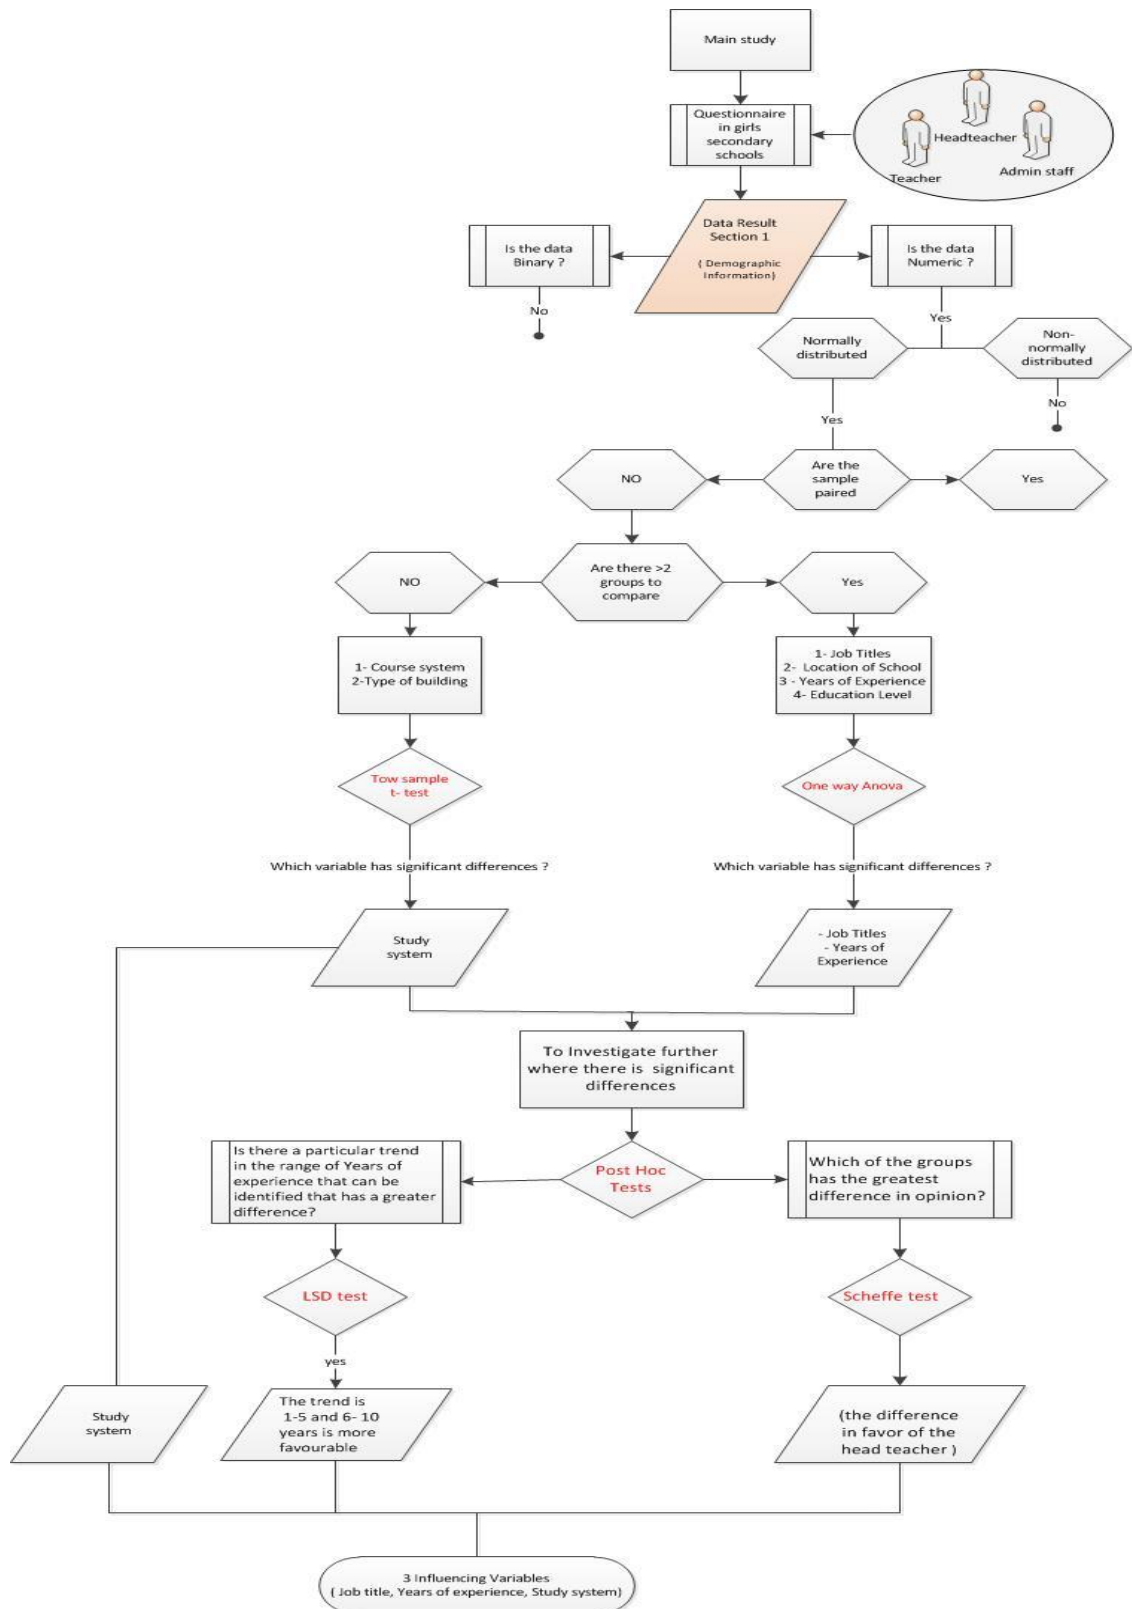 Main study
Questionnaire
in girls
secondary
schools
Headteacher
Teacher
Admin staff
Data Result
Section 1
( Demographic
Information)
Is the data
Binary ?
Is the data
Numeric ?
No
Yes
Normally
distributed
Non-
normally
distributed
No
Yes
NO
Are the
sample
paired
Yes
NO
Are there >2
groups to
compare
Yes
1- Course system
2-Type of building
1- Job Titles
2- Location of School
3 - Years of Experience
4- Education Level
Tow sample
t- test
One way Anova
Which variable has significant differences ?
Which variable has significant differences ?
Study
system
- Job Titles
- Years of
Experience
To Investigate further
where there is significant
differences
Is there a particular trend
in the range of Years of
experience that can be
identified that has a greater
difference?
Post Hoc
Tests
Which of the groups
has the greatest
difference in opinion?
LSD test
Scheffe test
yes
Study
system
The trend is
1-5 and 6- 10
years is more
favourable
(the difference
in favor of the
head teacher )
3 Influencing Variables
( Job title, Years of experience, Study system)